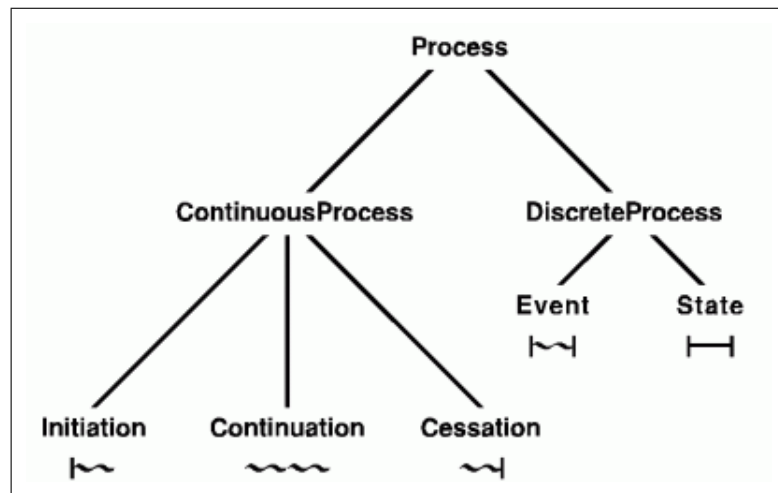 Process
ContinuousProcess DiscreteProcess
Event State
Initiation Continuation Cessation